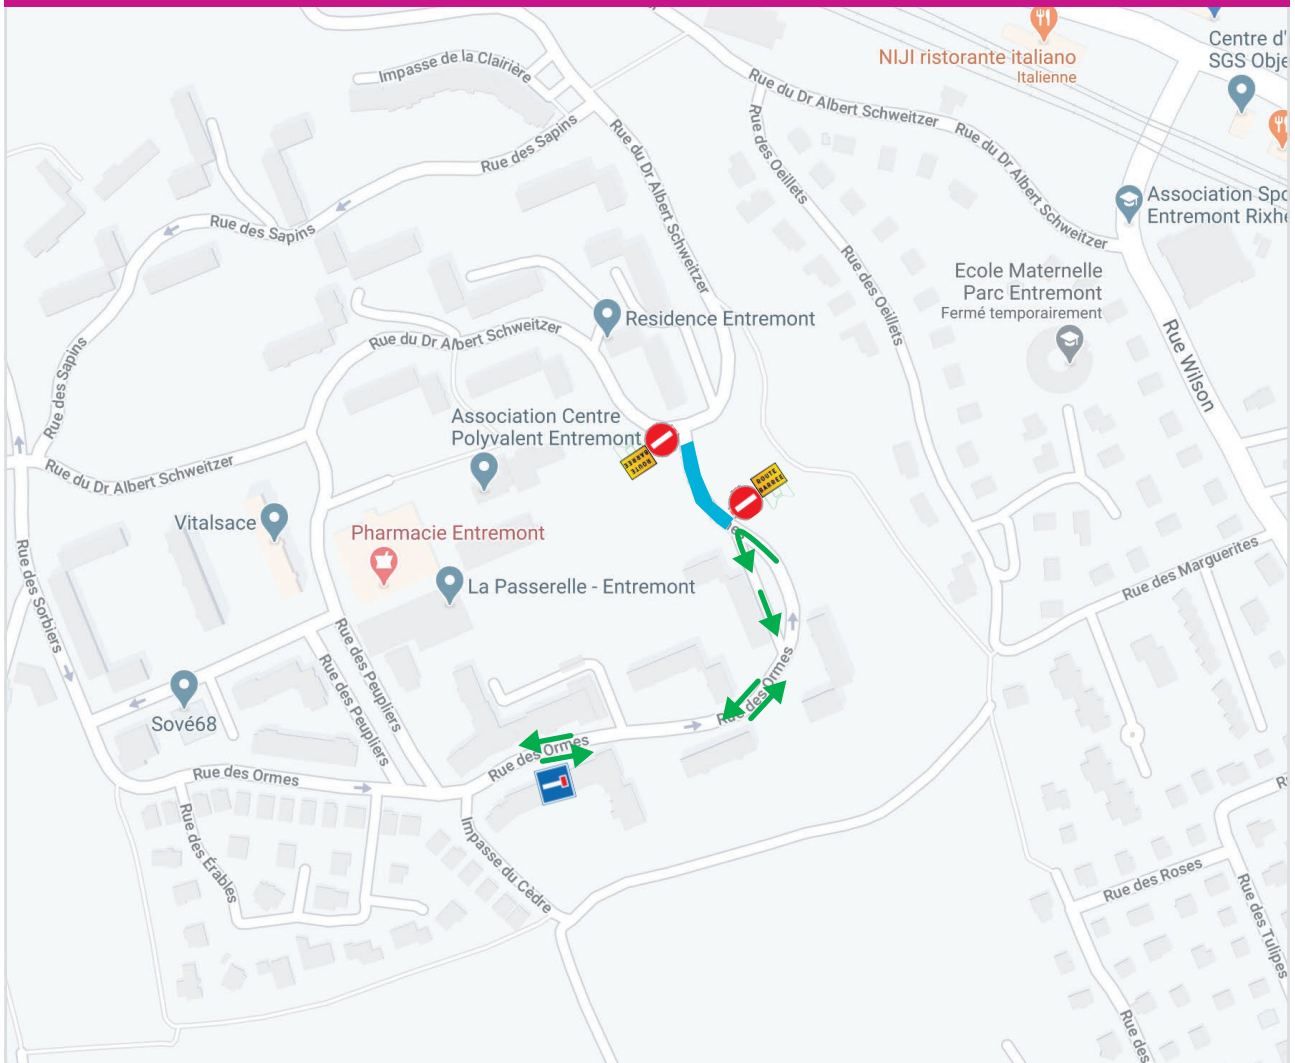 Impasse de la Clairière
NIJI ristorante italiano
Italienne
Centre d'
SGS Obje
Rue du Dr Albert Schweitzer
Rue du Dr Albert Schweitzer
Rue des Sapins
Rue du Dr Albert Schweitzer
Rue des Oeillets
Association Spo
Entremont Rixhe
Rue des Sapins
Rue des Oeillets
Ecole Maternelle
Parc Entremont
Fermé temporairement
Residence Entremont
Rue du Dr Albert Schweitzer
Rue Wilson
Rue des Sapins
Association Centre
Polyvalent Entremont
ROUTE
BARREE
ROUTE
BARREE
Rue du Dr Albert Schweitzer
Vitalsace
Pharmacie Entremont
La Passerelle - Entremont
Rue des Sorbiers
Rue des Marguerites
Rue des Peupliers
Rue des Peupliers
Rue des Ormes
Sové68
Rue des Ormes
Rue des Ormes
Rue des Érables
Impasse du Cèdre
Rue des Roses
Rue des Tulipes
Rue des